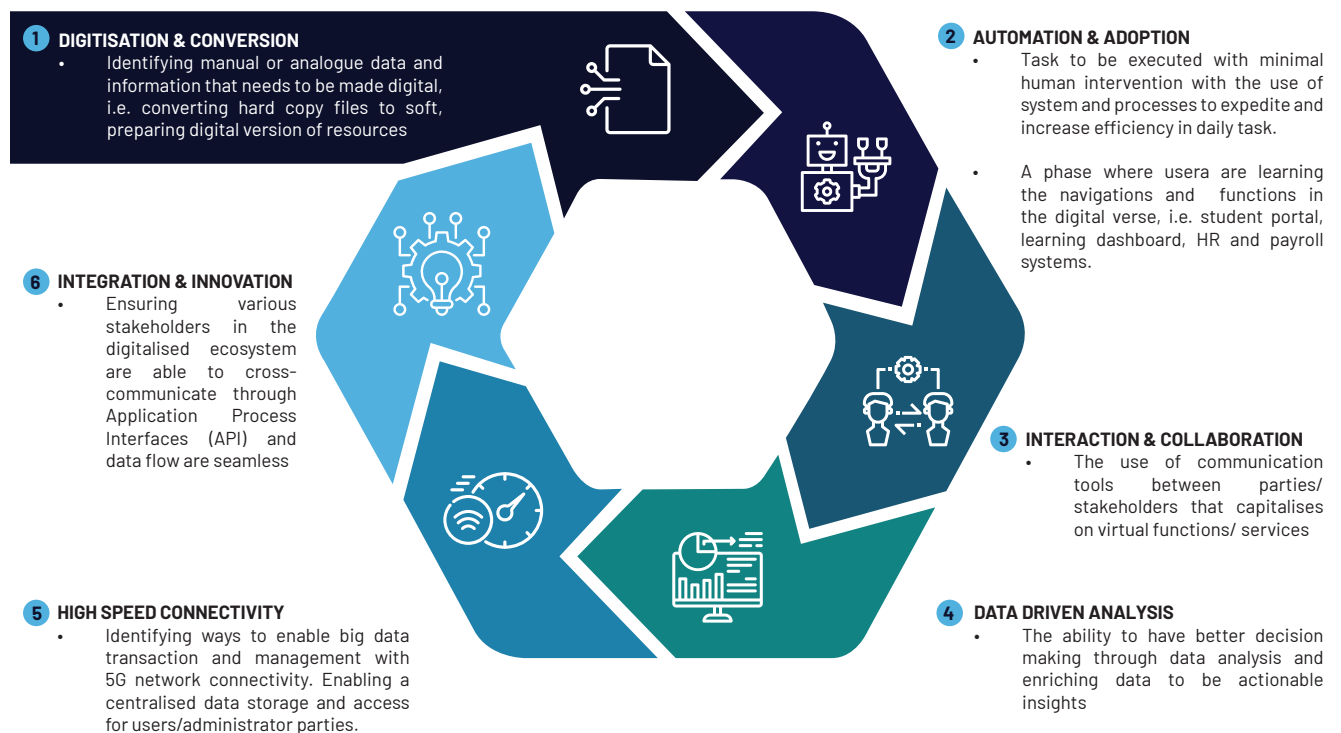 1 DIGITISATION & CONVERSION
• Identifying manual or analogue data and
information that needs to be made digital,
i.e. converting hard copy files to soft,
preparing digital version of resources
2 AUTOMATION & ADOPTION
• Task to be executed with minimal
human intervention with the use of
system and processes to expedite and
increase efficiency in daily task.
• A phase where usera are learning
the navigations and functions in
the digital verse, i.e. student portal,
learning dashboard, HR and payroll
systems.
3 INTERACTION & COLLABORATION
• The use of communication
tools between parties/
stakeholders that capitalises
on virtual functions/ services
4 DATA DRIVEN ANALYSIS
• The ability to have better decision
making through data analysis and
enriching data to be actionable
insights
5 HIGH SPEED CONNECTIVITY
• Identifying ways to enable big data
transaction and management with
5G network connectivity. Enabling a
centralised data storage and access
for users/administrator parties.
6 INTEGRATION & INNOVATION
• Ensuring various
stakeholders in the
digitalised ecosystem
are able to cross-
communicate through
Application Process
Interfaces (API) and
data flow are seamless